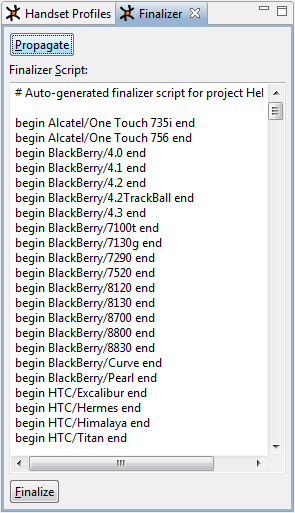 Handset Profiles Finalizer
Propagate
Finalizer Script:
# Auto-generated finalizer script for project Hel
begin Alcatel/One Touch 735i end
begin Alcatel/One Touch 756 end
begin BlackBerry/4.0 end
begin BlackBerry/4.1 end
begin BlackBerry/4.2 end
begin BlackBerry/4.2TrackBall end
begin BlackBerry/4.3 end
begin BlackBerry/7100t end
begin BlackBerry/7130g end
begin BlackBerry/7290 end
begin BlackBerry/7520 end
begin BlackBerry/8120 end
begin BlackBerry/8130 end
begin BlackBerry/8700 end
begin BlackBerry/8800 end
begin BlackBerry/8830 end
begin BlackBerry/Curve end
begin BlackBerry/Pearl end
begin HTC/Excalibur end
begin HTC/Hermes end
begin HTC/Himalaya end
begin HTC/Titan end
Finalize